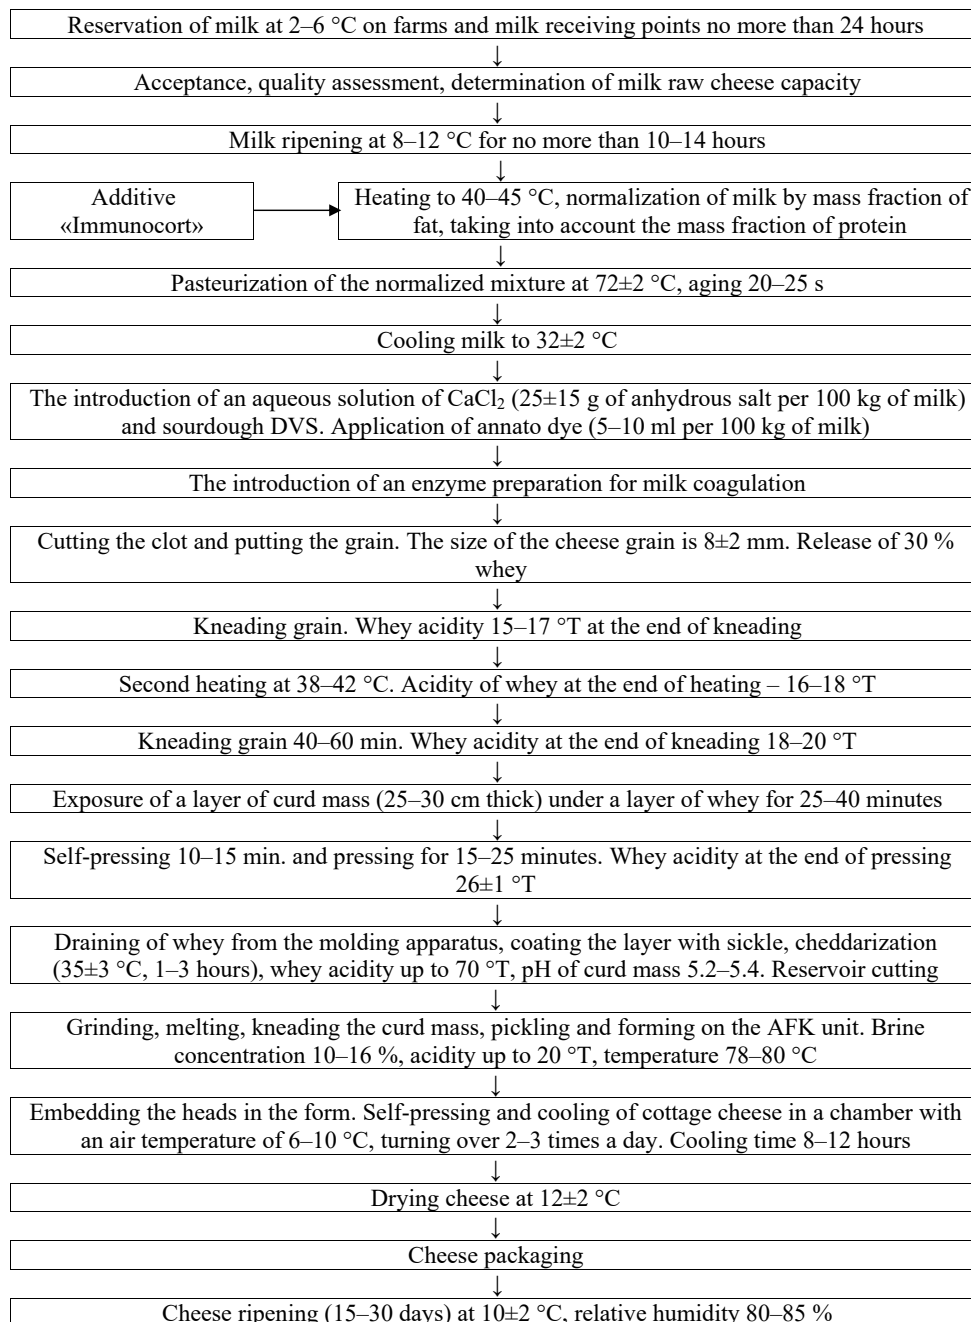 Reservation of milk at 2–6 °C on farms and milk receiving points no more than 24 hours
↓
Acceptance, quality assessment, determination of milk raw cheese capacity
↓
Milk ripening at 8–12 °C for no more than 10–14 hours
↓
Additive
«Immunocort»
Heating to 40–45 °C, normalization of milk by mass fraction of
fat, taking into account the mass fraction of protein
↓
Pasteurization of the normalized mixture at 72±2 °C, aging 20–25 s
↓
Cooling milk to 32±2 °C
↓
The introduction of an aqueous solution of CaCl₂ (25±15 g of anhydrous salt per 100 kg of milk)
and sourdough DVS. Application of annato dye (5–10 ml per 100 kg of milk)
↓
The introduction of an enzyme preparation for milk coagulation
↓
Cutting the clot and putting the grain. The size of the cheese grain is 8±2 mm. Release of 30 %
whey
↓
Kneading grain. Whey acidity 15–17 °T at the end of kneading
↓
Second heating at 38–42 °C. Acidity of whey at the end of heating – 16–18 °T
↓
Kneading grain 40–60 min. Whey acidity at the end of kneading 18–20 °T
↓
Exposure of a layer of curd mass (25–30 cm thick) under a layer of whey for 25–40 minutes
↓
Self-pressing 10–15 min. and pressing for 15–25 minutes. Whey acidity at the end of pressing
26±1 °T
↓
Draining of whey from the molding apparatus, coating the layer with sickle, cheddarization
(35±3 °C, 1–3 hours), whey acidity up to 70 °T, pH of curd mass 5.2–5.4. Reservoir cutting
↓
Grinding, melting, kneading the curd mass, pickling and forming on the AFK unit. Brine
concentration 10–16 %, acidity up to 20 °T, temperature 78–80 °C
↓
Embedding the heads in the form. Self-pressing and cooling of cottage cheese in a chamber with
an air temperature of 6–10 °C, turning over 2–3 times a day. Cooling time 8–12 hours
↓
Drying cheese at 12±2 °C
↓
Cheese packaging
↓
Cheese ripening (15–30 days) at 10±2 °C, relative humidity 80–85 %